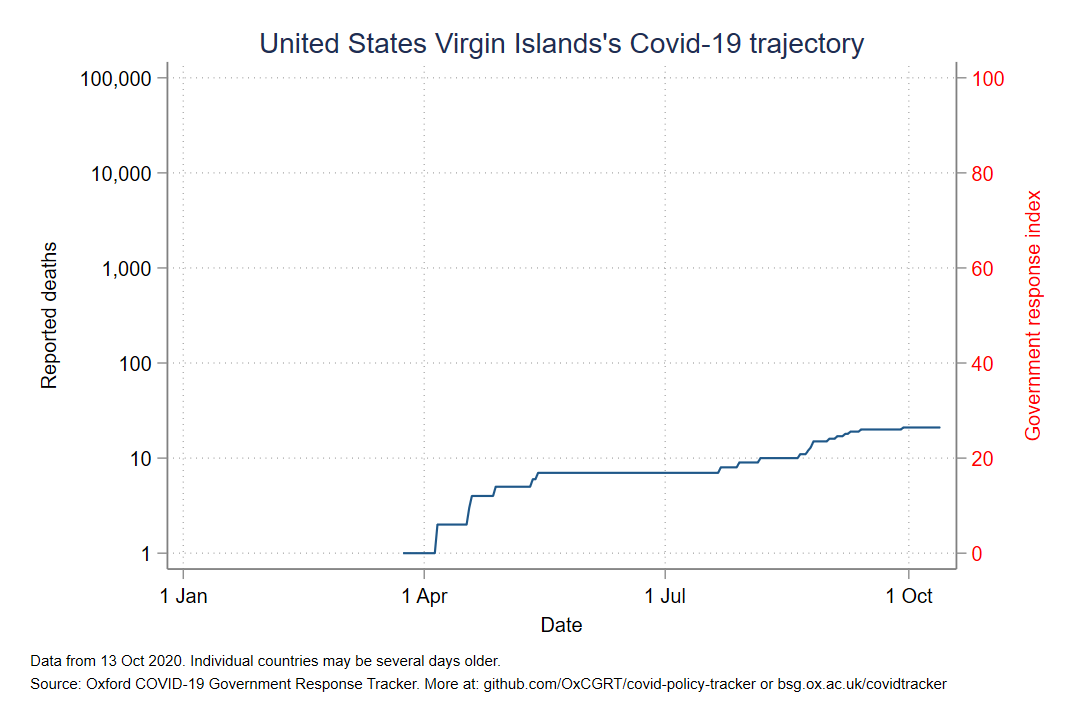 United States Virgin Islands's Covid-19 trajectory
100,000
10,000
1,000
100
10
1
Reported deaths
100
80
60
40
20
0
Government response index
1 Jan
1 Apr
1 Jul
1 Oct
Date
Data from 13 Oct 2020. Individual countries may be several days older.
Source: Oxford COVID-19 Government Response Tracker. More at: github.com/OxCGRT/covid-policy-tracker or bsg.ox.ac.uk/covidtracker